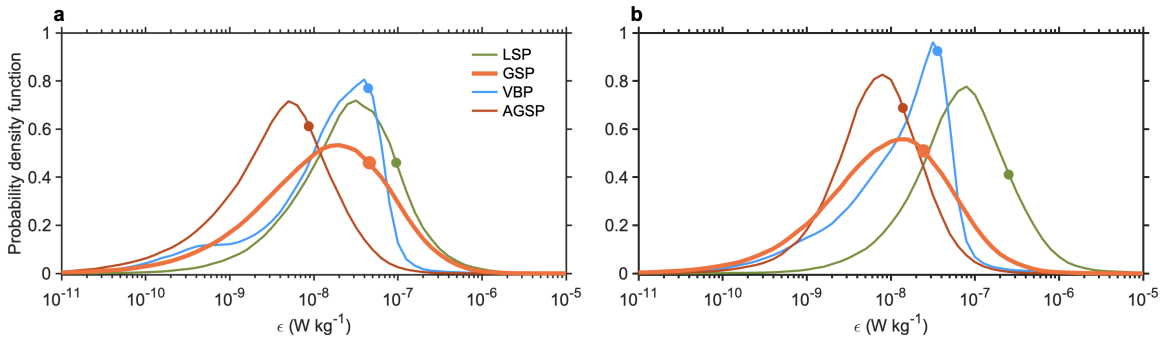 a
b
Probability density function
1
0.8
0.6
0.4
0.2
0
LSP
GSP
VBP
AGSP
10⁻¹¹ 10⁻¹⁰ 10⁻⁹ 10⁻⁸ 10⁻⁷ 10⁻⁶ 10⁻⁵
ϵ (W kg⁻¹)
1
0.8
0.6
0.4
0.2
0
10⁻¹¹ 10⁻¹⁰ 10⁻⁹ 10⁻⁸ 10⁻⁷ 10⁻⁶ 10⁻⁵
ϵ (W kg⁻¹)